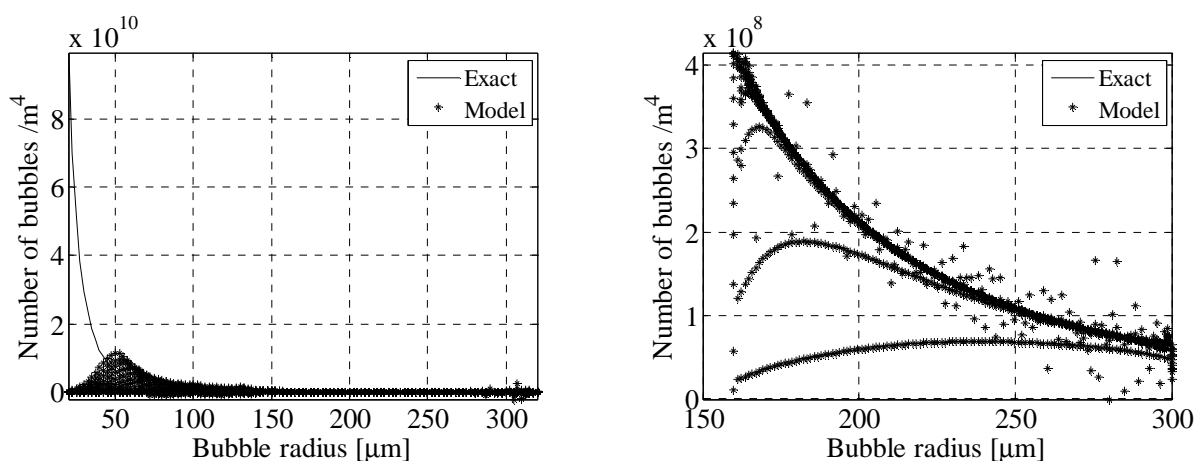 x 10^10
Number of bubbles /m^4
8
6
4
2
0
50
100
150
200
250
300
Bubble radius [μm]
Exact
Model
x 10^8
Number of bubbles /m^4
4
3
2
1
0
150
200
250
300
Bubble radius [μm]
Exact
Model